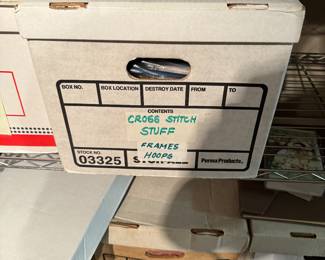 BOX NO. BOX LOCATION DESTROY DATE FROM TO
CONTENTS
CROSS STITCH
STUFF
FRAMES
HOOPS
STOCK NO.
03325
Perma Products